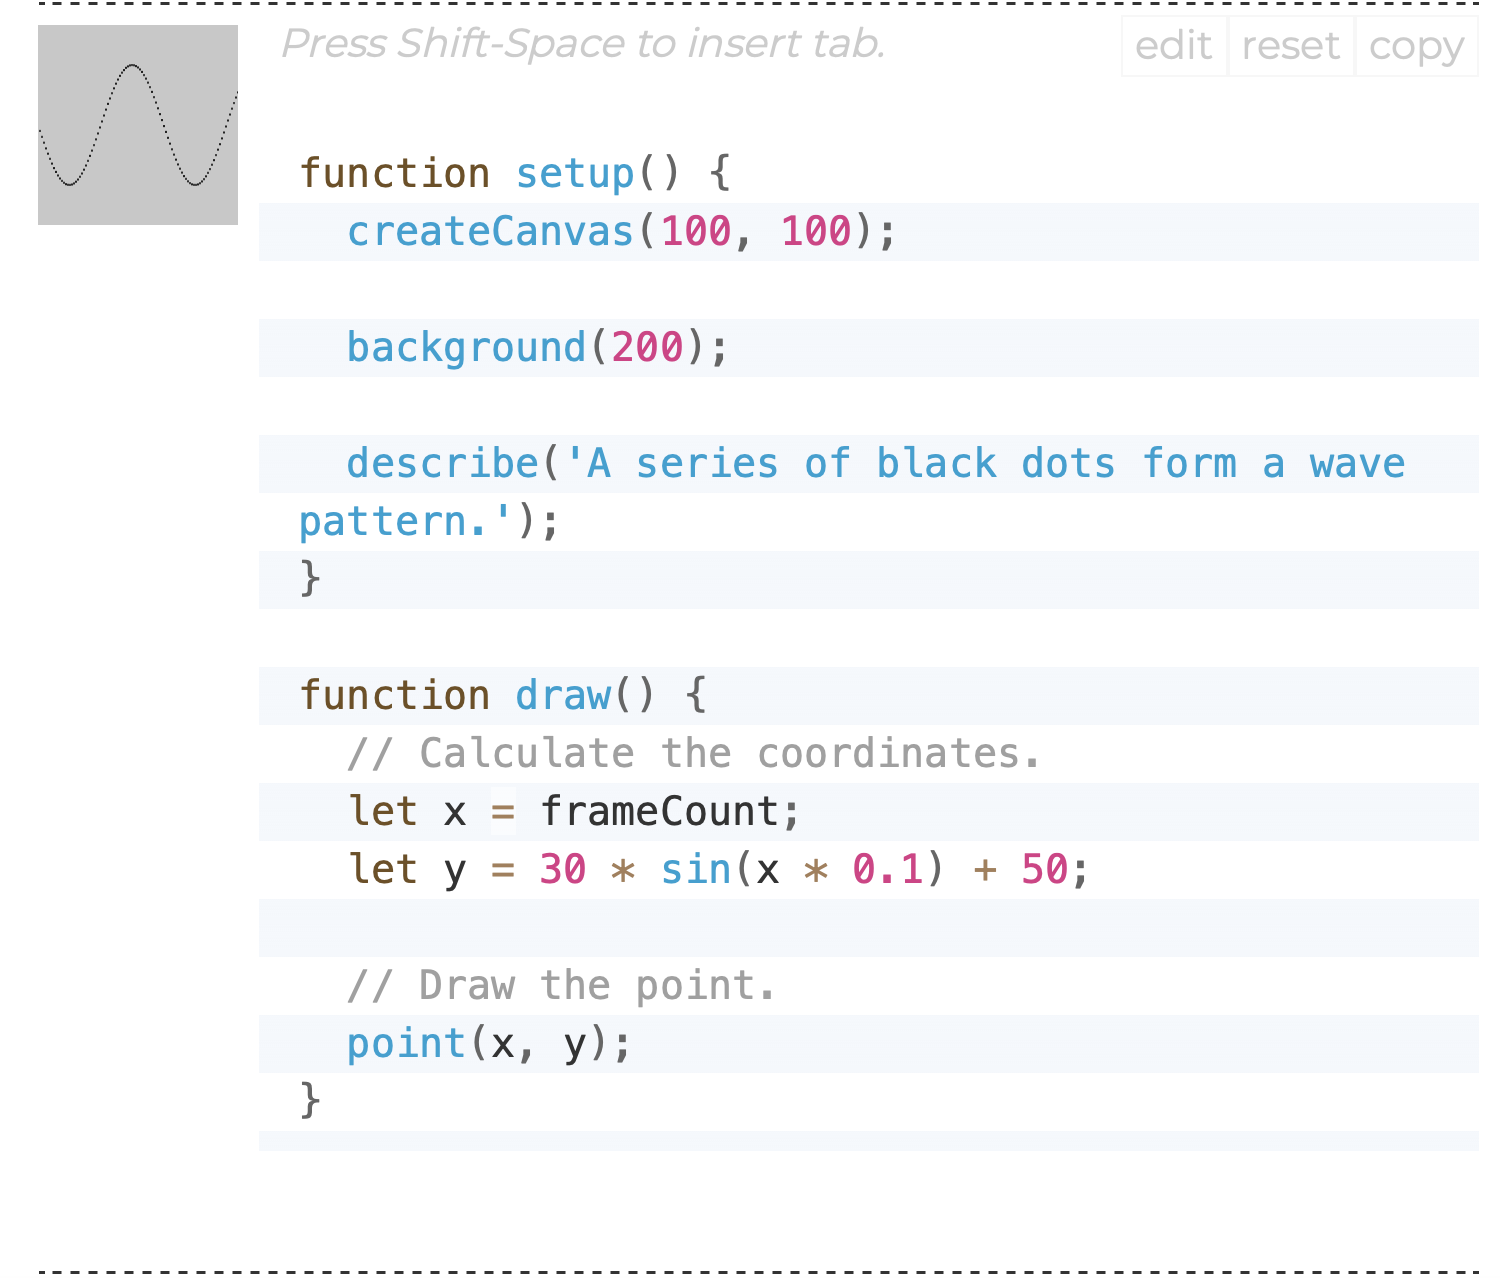 Press Shift-Space to insert tab.
edit reset copy
function setup() {
  createCanvas(100, 100);
  background(200);
  describe('A series of black dots form a wave
pattern.');
}
function draw() {
  // Calculate the coordinates.
  let x = frameCount;
  let y = 30 * sin(x * 0.1) + 50;
  // Draw the point.
  point(x, y);
}